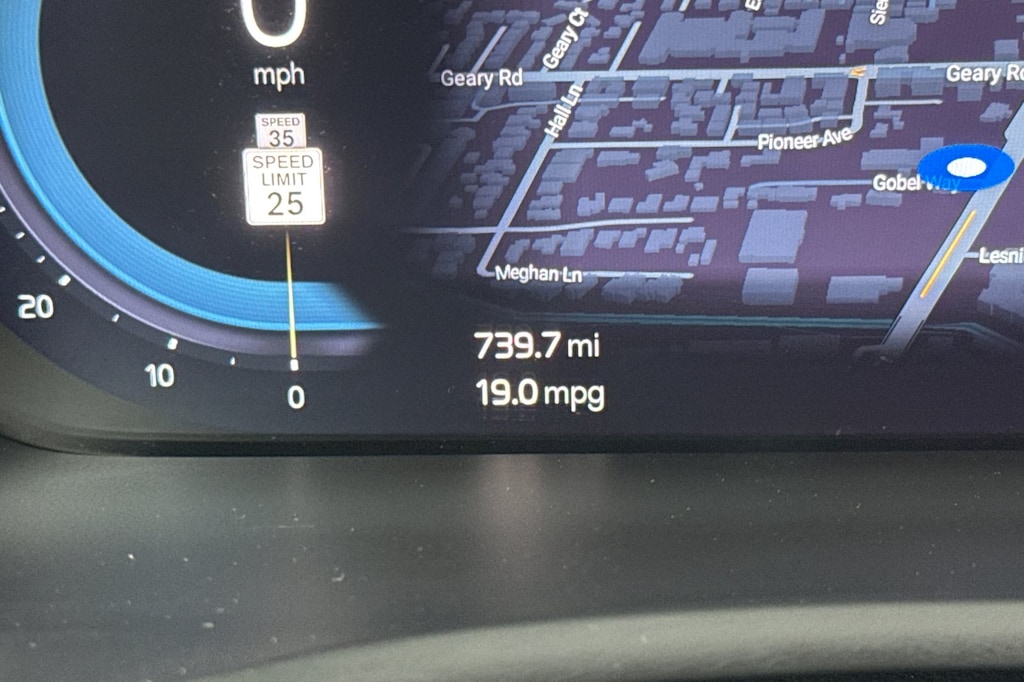 0
mph
SPEED
35
SPEED
LIMIT
25
20
10
0
Geary Ct
Geary Rd
Geary Rd
Hall Ln
Pioneer Ave
Gobel Way
Meghan Ln
739.7 mi
19.0 mpg